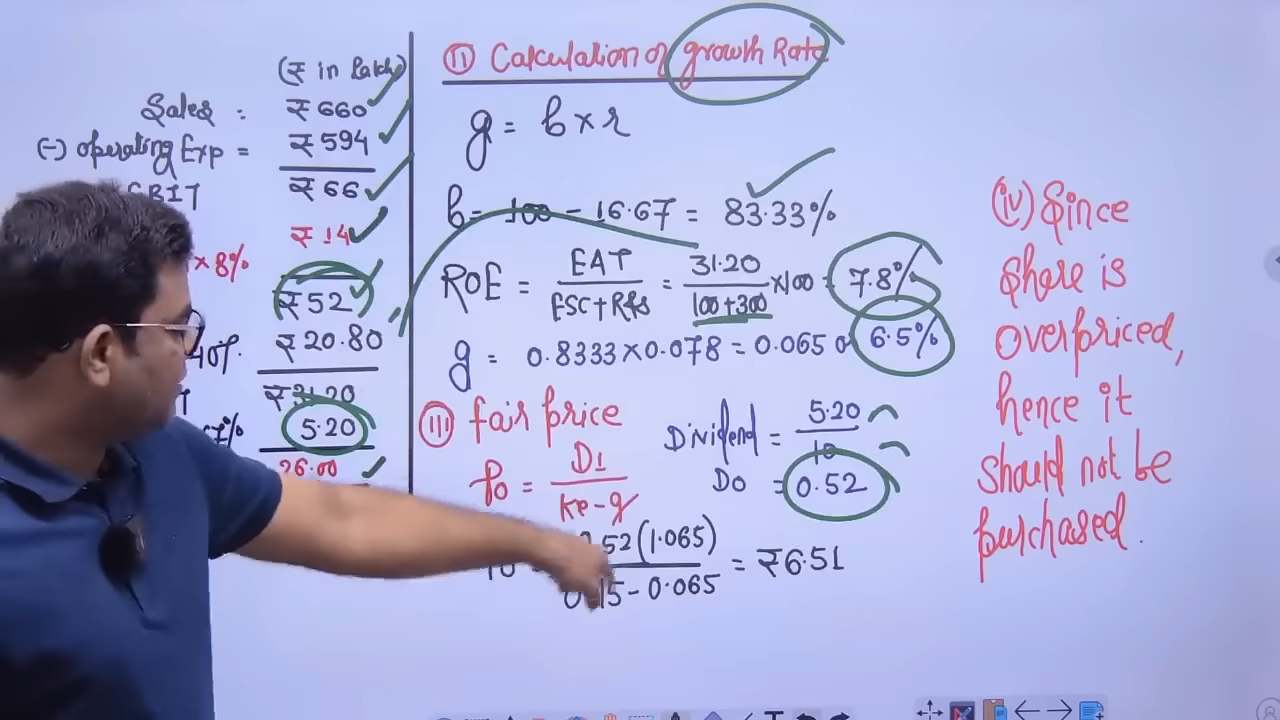 (₹ in Lakh)
Sales : ₹ 660
(-) operating Exp = ₹ 594
EBIT ₹ 66
× 8% ₹ 14
₹ 52
40% ₹ 20.80
₹ 31.20
5.20
26.00
(II) Calculation of growth Rate
g = b × r
b = 100 - 16.67 = 83.33%
ROE = EAT / ESC + R&S = 31.20 / 100 + 300 × 100 = 7.8%
g = 0.8333 × 0.078 = 0.065 or 6.5%
(III) fair price
P0 = D1 / Ke - g
Dividend = 5.20 / 10
D0 = 0.52
0.52 (1.065) / 0.15 - 0.065 = ₹ 6.51
(iv) Since
share is
overpriced,
hence it
should not be
purchased.